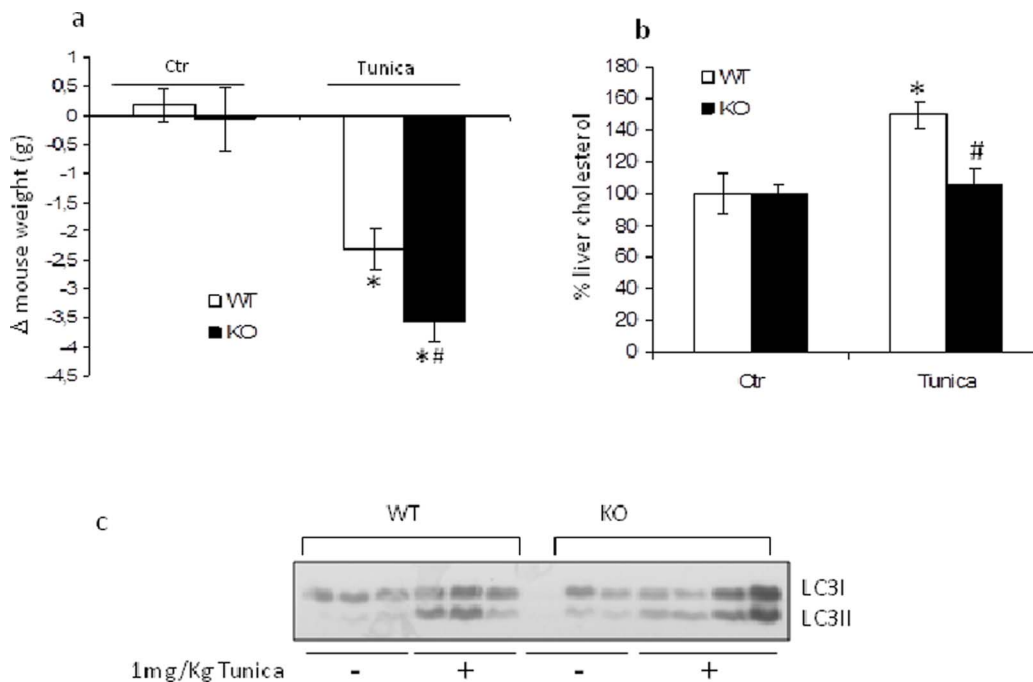 a
Δ mouse weight (g)
1
0,5
0
-0,5
-1
-1,5
-2
-2,5
-3
-3,5
-4
-4,5
Ctr
Tunica
WT
KO
*
*#
b
% liver cholesterol
180
160
140
120
100
80
60
40
20
0
WT
KO
*
#
Ctr
Tunica
c
WT
KO
LC3I
LC3II
1mg/Kg Tunica - + - +